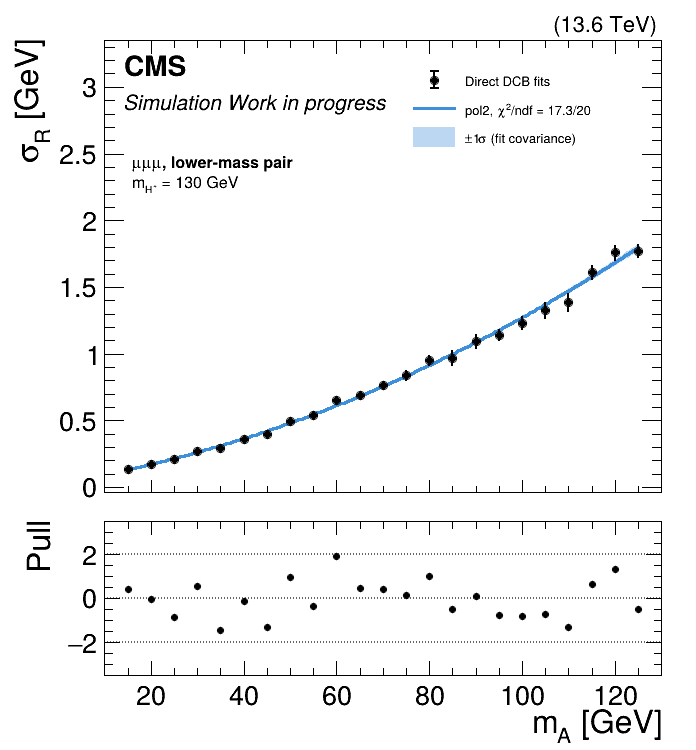 (13.6 TeV)
CMS
Simulation Work in progress
Direct DCB fits
pol2, χ²/ndf = 17.3/20
±1σ (fit covariance)
μμμ, lower-mass pair
m_H⁺ = 130 GeV
σ_R [GeV]
3
2.5
2
1.5
1
0.5
0
Pull
2
0
−2
20 40 60 80 100 120
m_A [GeV]